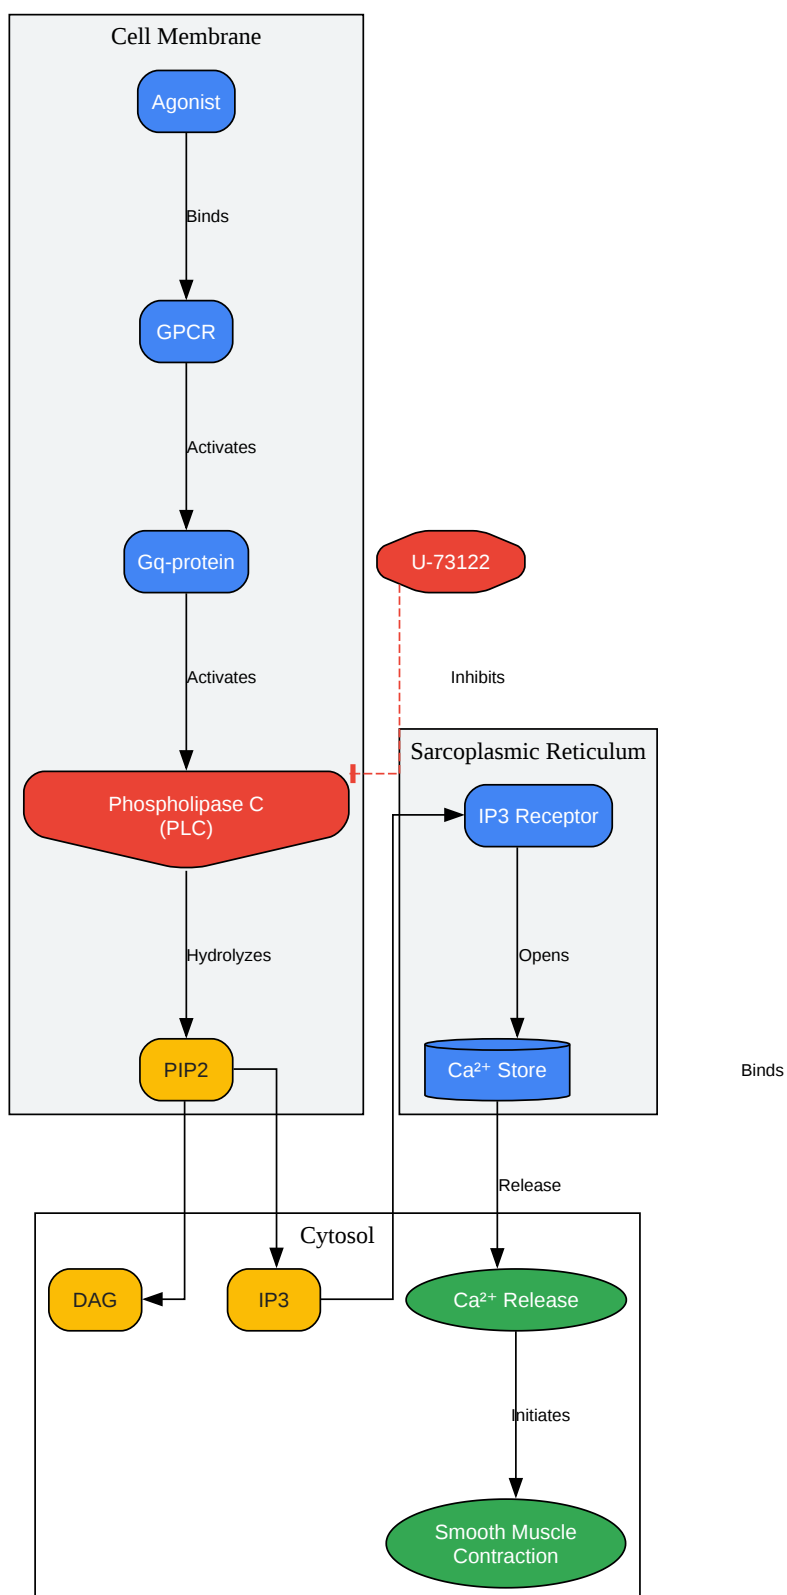 Cell Membrane
Agonist
Binds
GPCR
Activates
Gq-protein
U-73122
Activates
Inhibits
Sarcoplasmic Reticulum
Phospholipase C
(PLC)
IP3 Receptor
Hydrolyzes
Opens
PIP2
Ca²⁺ Store
Binds
Release
Cytosol
DAG
IP3
Ca²⁺ Release
Initiates
Smooth Muscle
Contraction